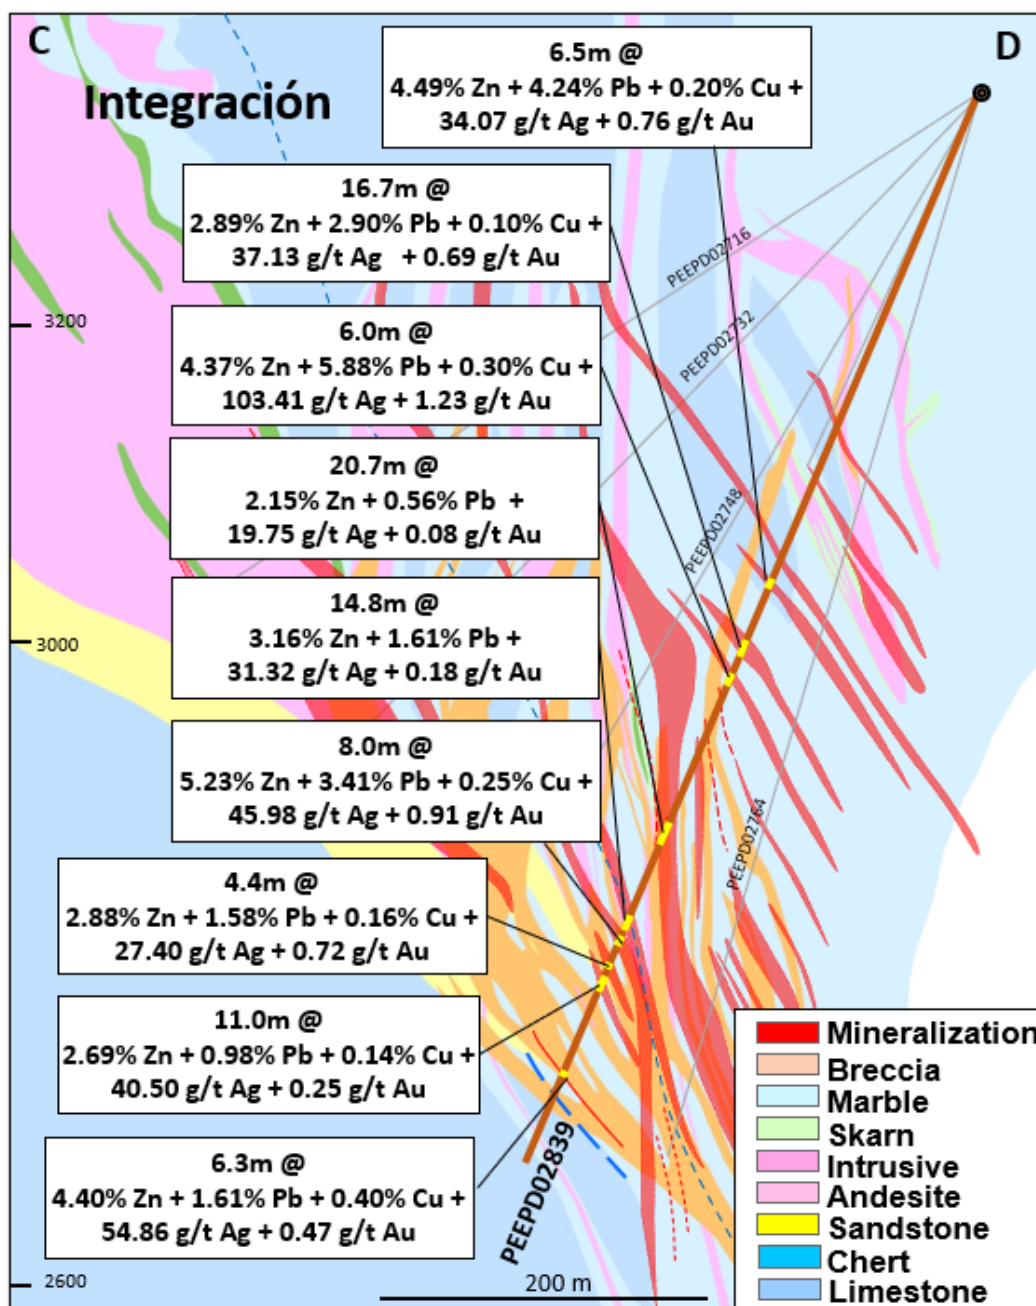 C
D
Integración
6.5m @
4.49% Zn + 4.24% Pb + 0.20% Cu +
34.07 g/t Ag + 0.76 g/t Au
16.7m @
2.89% Zn + 2.90% Pb + 0.10% Cu +
37.13 g/t Ag + 0.69 g/t Au
PEEPD02716
3200
6.0m @
4.37% Zn + 5.88% Pb + 0.30% Cu +
103.41 g/t Ag + 1.23 g/t Au
PEEPD02732
20.7m @
2.15% Zn + 0.56% Pb +
19.75 g/t Ag + 0.08 g/t Au
PEEPD02748
14.8m @
3.16% Zn + 1.61% Pb +
31.32 g/t Ag + 0.18 g/t Au
3000
8.0m @
5.23% Zn + 3.41% Pb + 0.25% Cu +
45.98 g/t Ag + 0.91 g/t Au
PEEPD02764
4.4m @
2.88% Zn + 1.58% Pb + 0.16% Cu +
27.40 g/t Ag + 0.72 g/t Au
11.0m @
2.69% Zn + 0.98% Pb + 0.14% Cu +
40.50 g/t Ag + 0.25 g/t Au
6.3m @
4.40% Zn + 1.61% Pb + 0.40% Cu +
54.86 g/t Ag + 0.47 g/t Au
PEEPD02839
2600
200 m
Mineralization
Breccia
Marble
Skarn
Intrusive
Andesite
Sandstone
Chert
Limestone